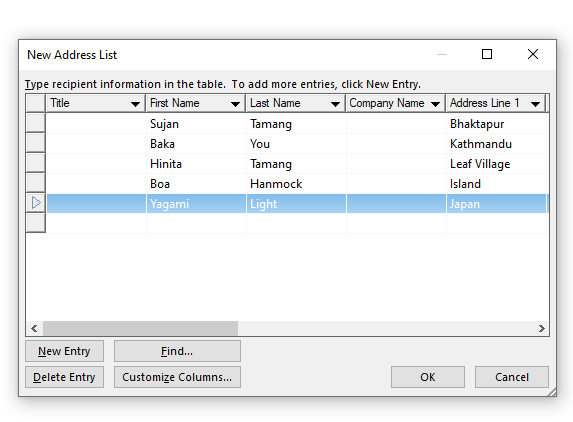 New Address List
Type recipient information in the table. To add more entries, click New Entry.
Title First Name Last Name Company Name Address Line 1
Sujan Tamang Bhaktapur
Baka You Kathmandu
Hinita Tamang Leaf Village
Boa Hanmock Island
Yagami Light Japan
New Entry Find...
Delete Entry Customize Columns... OK Cancel